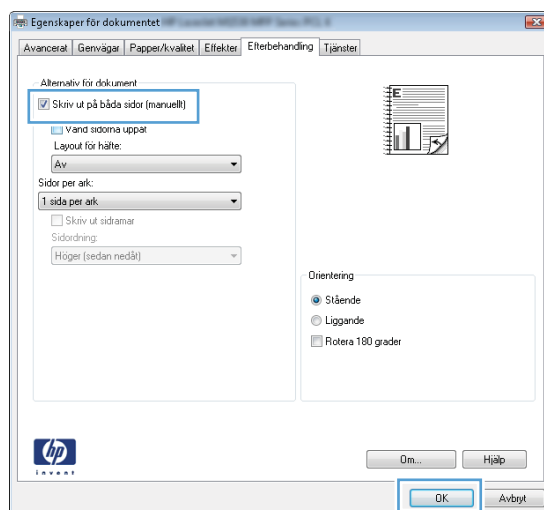 Egenskaper för dokumentet
Avancerat Genvägar Papper/kvalitet Effekter Efterbehandling Tjänster
Alternativ för dokument
Skriv ut på båda sidor (manuellt)
Vänd sidorna uppåt
Layout för häfte:
Av
Sidor per ark:
1 sida per ark
Skriv ut sidramar
Sidordning:
Höger (sedan nedåt)
E
Orientering
Stående
Liggande
Rotera 180 grader
hp
invent
Om... Hjälp
OK Avbryt